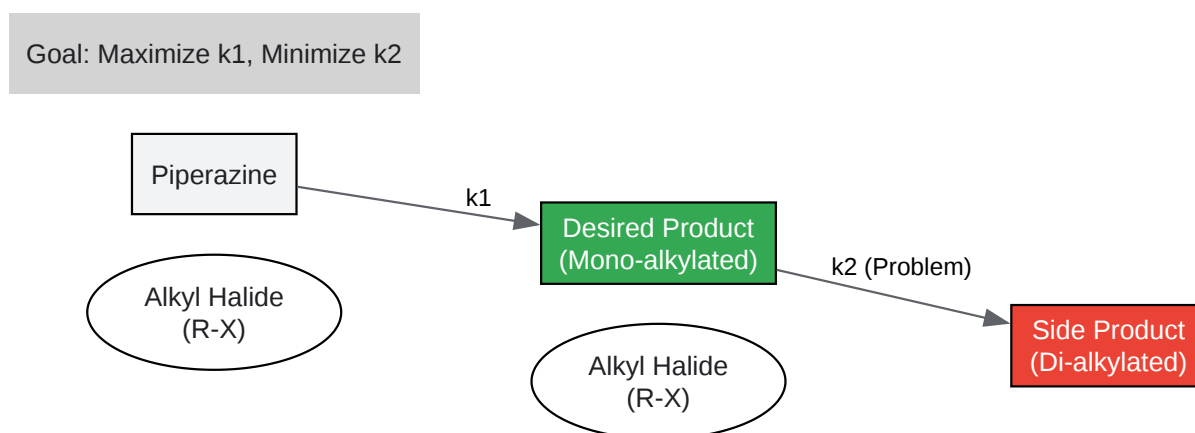 Goal: Maximize k1, Minimize k2
Piperazine
k1
Desired Product
(Mono-alkylated)
k2 (Problem)
Alkyl Halide
(R-X)
Side Product
(Di-alkylated)
Alkyl Halide
(R-X)